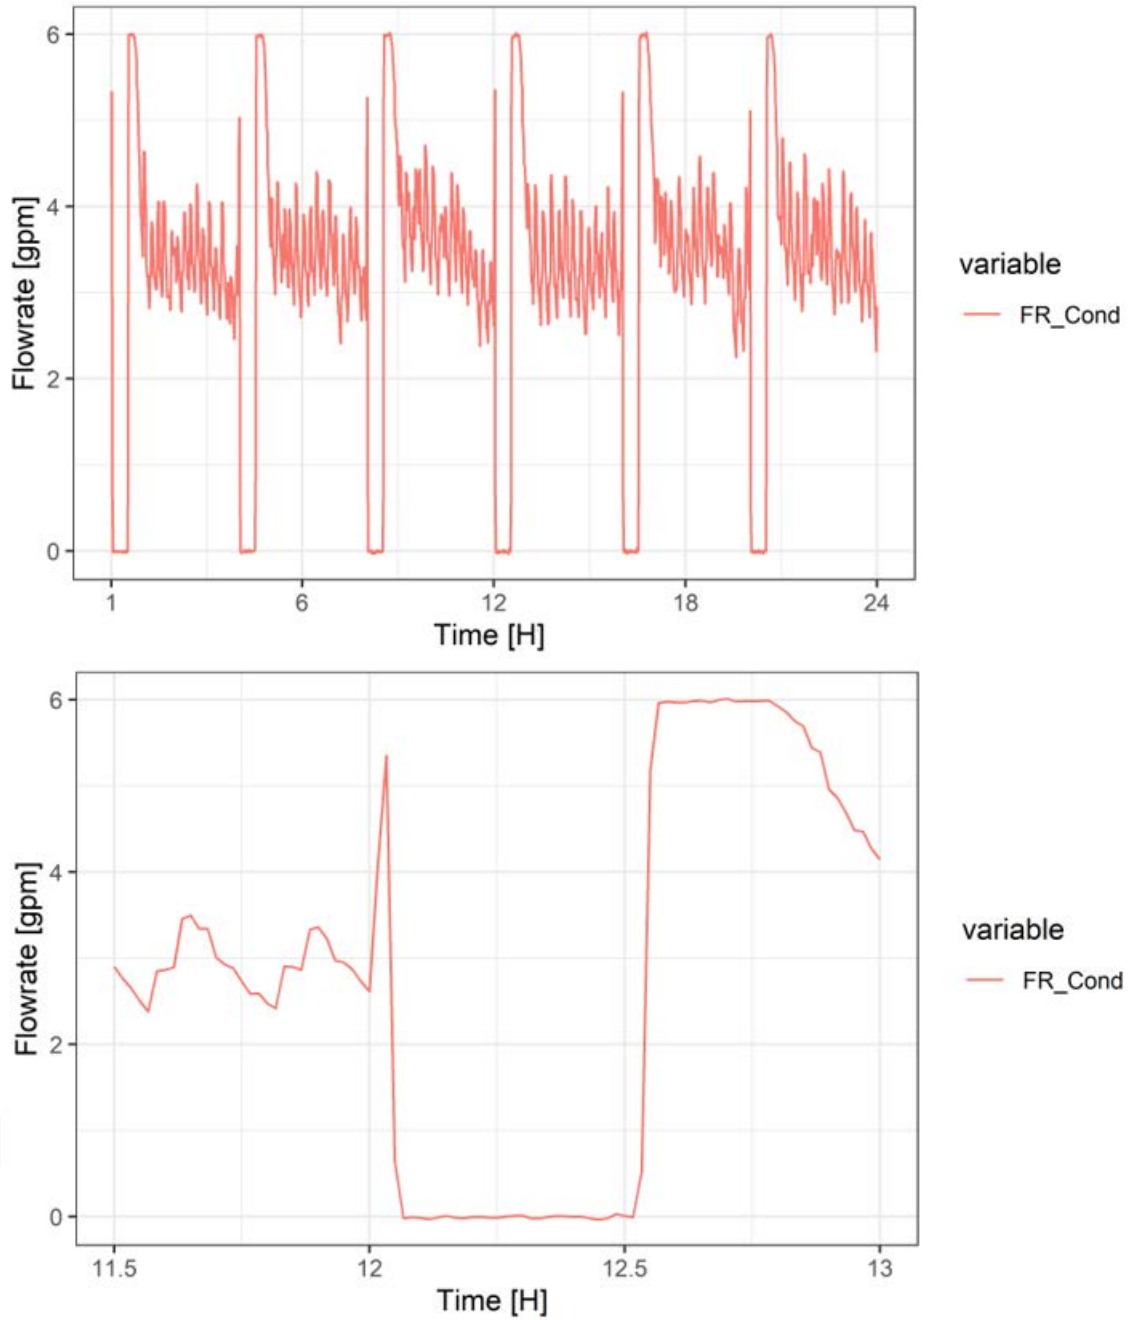 6
4
2
0
Flowrate [gpm]
1 6 12 18 24
Time [H]
variable
FR_Cond
6
4
2
0
Flowrate [gpm]
11.5 12 12.5 13
Time [H]
variable
FR_Cond